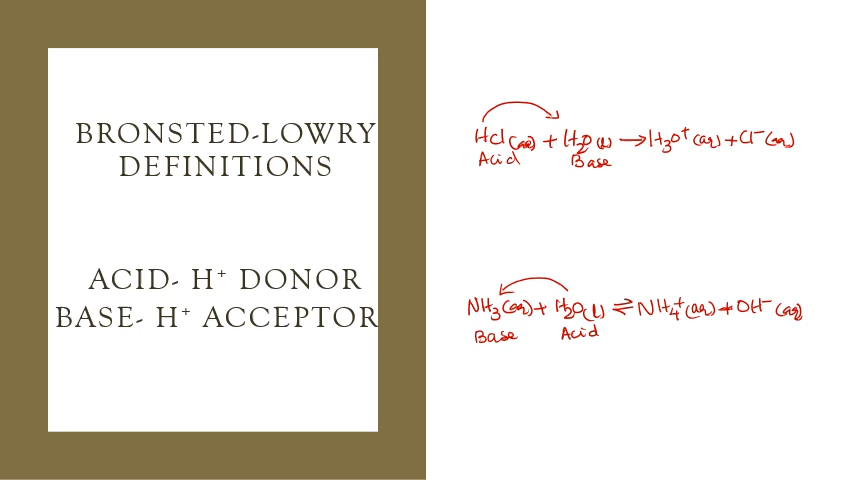 BRONSTED-LOWRY
DEFINITIONS
ACID- H⁺ DONOR
BASE- H⁺ ACCEPTOR
HCl(aq) + H₂O(l) → H₃O⁺(aq) + Cl⁻(aq)
Acid Base
NH₃(aq) + H₂O(l) ⇌ NH₄⁺(aq) + OH⁻(aq)
Base Acid